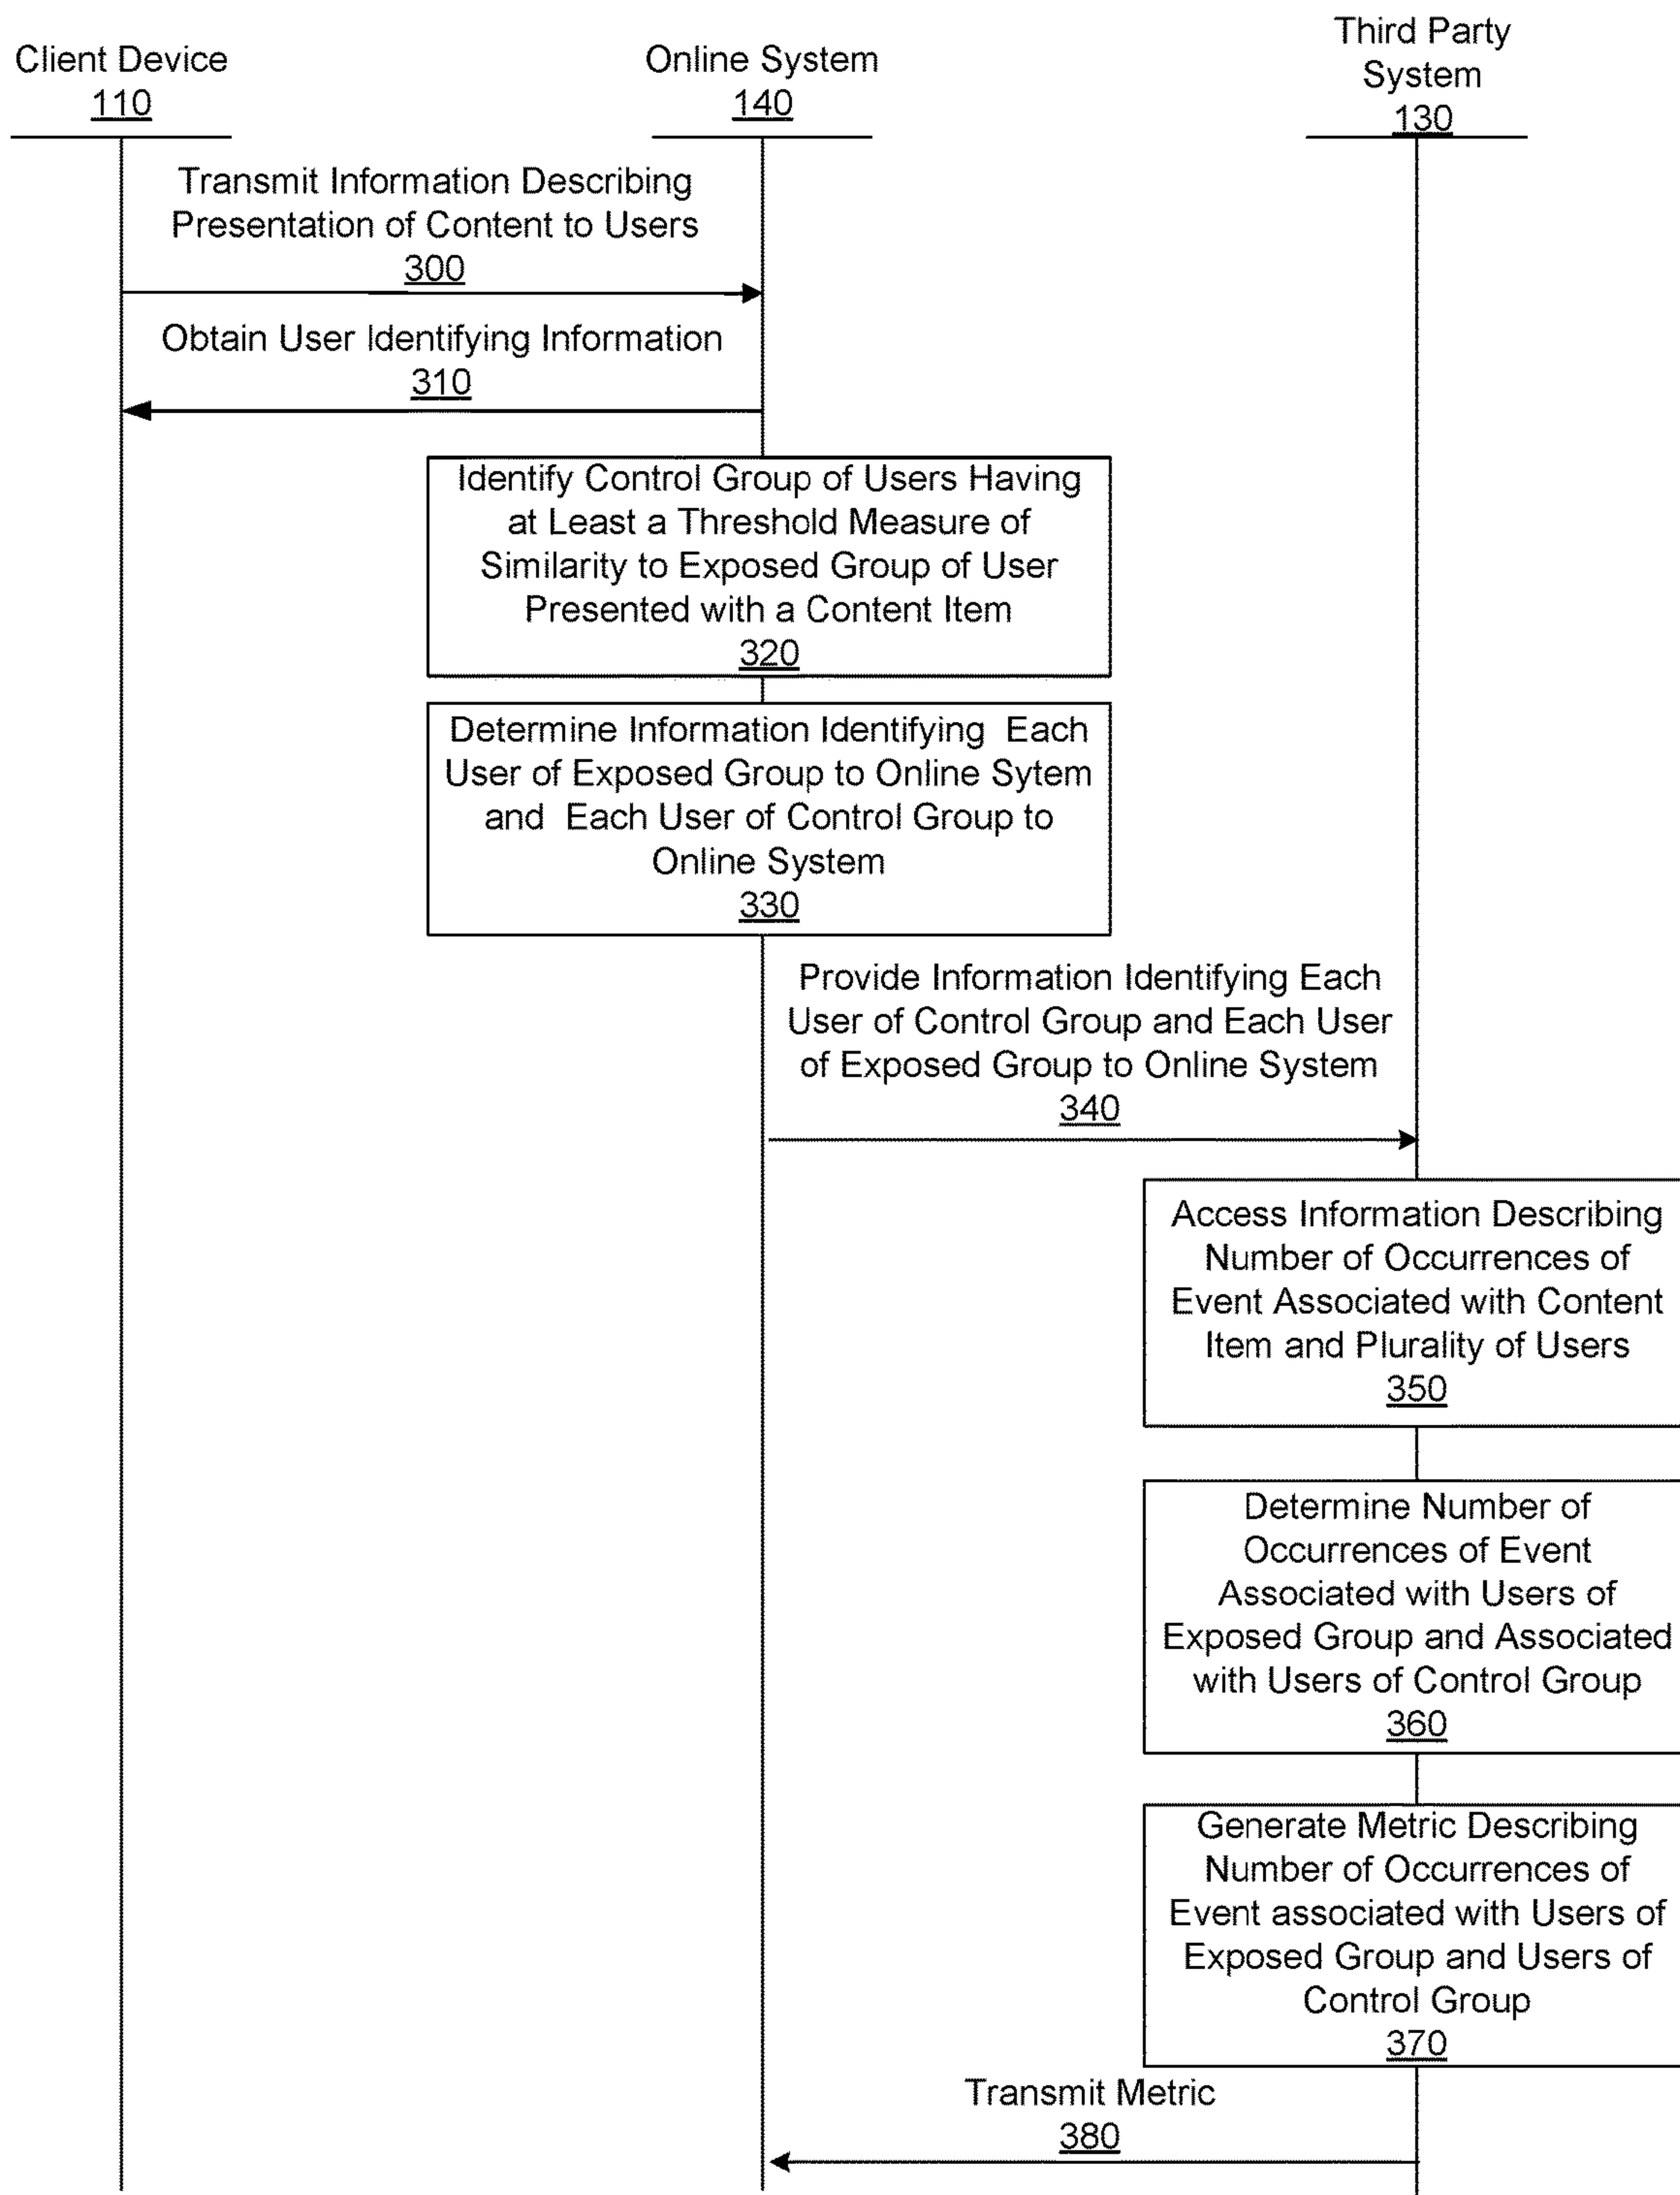 Client Device
110
Online System
140
Third Party
System
130
Transmit Information Describing
Presentation of Content to Users
300
Obtain User Identifying Information
310
Identify Control Group of Users Having
at Least a Threshold Measure of
Similarity to Exposed Group of User
Presented with a Content Item
320
Determine Information Identifying Each
User of Exposed Group to Online Sytem
and Each User of Control Group to
Online System
330
Provide Information Identifying Each
User of Control Group and Each User
of Exposed Group to Online System
340
Access Information Describing
Number of Occurrences of
Event Associated with Content
Item and Plurality of Users
350
Determine Number of
Occurrences of Event
Associated with Users of
Exposed Group and Associated
with Users of Control Group
360
Generate Metric Describing
Number of Occurrences of
Event associated with Users of
Exposed Group and Users of
Control Group
370
Transmit Metric
380